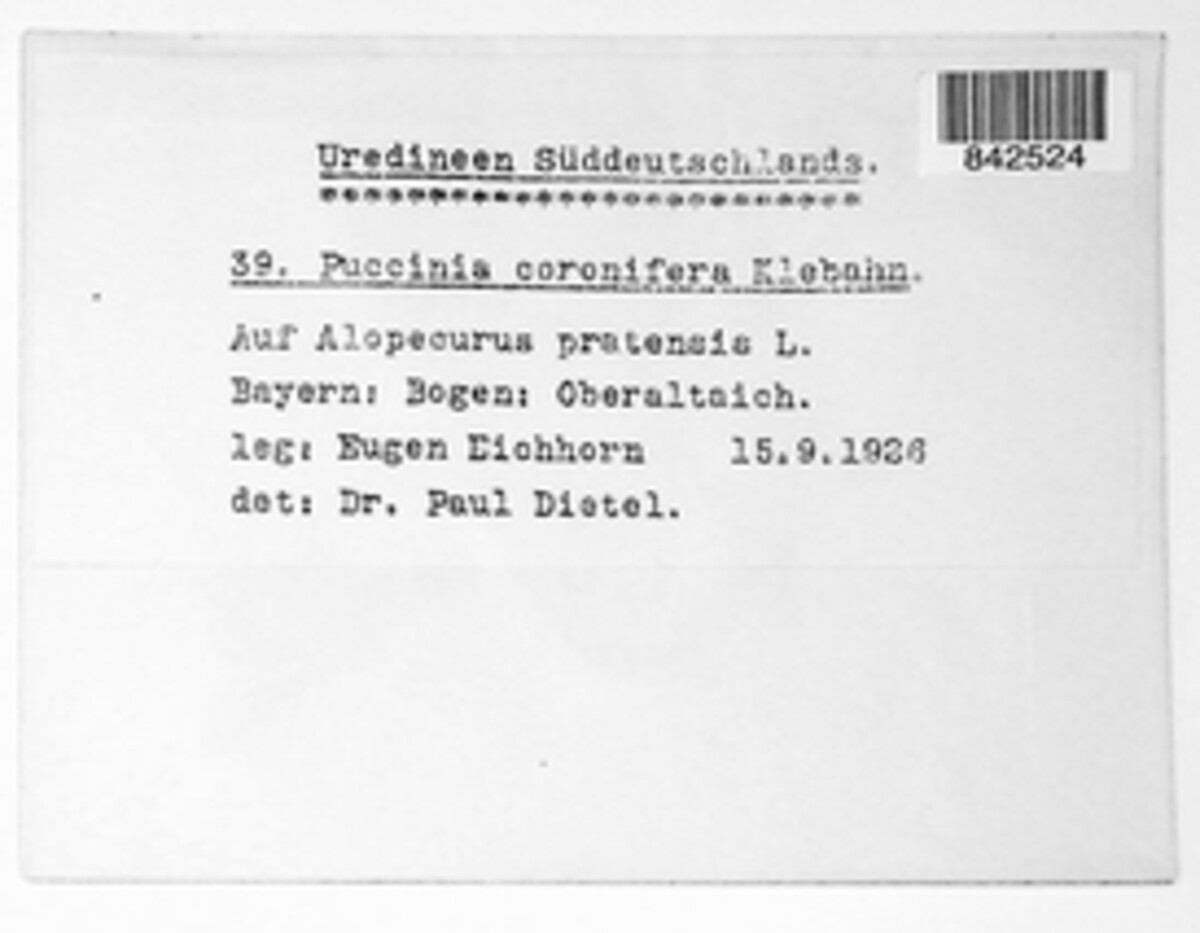 842524
Uredineen Süddeutschlands.
39. Puccinia coronifera Klebahn.
Auf Alopecurus pratensis L.
Bayern: Bogen: Oberaltaich.
leg: Eugen Eichhorn 15.9.1926
det: Dr. Paul Dietel.